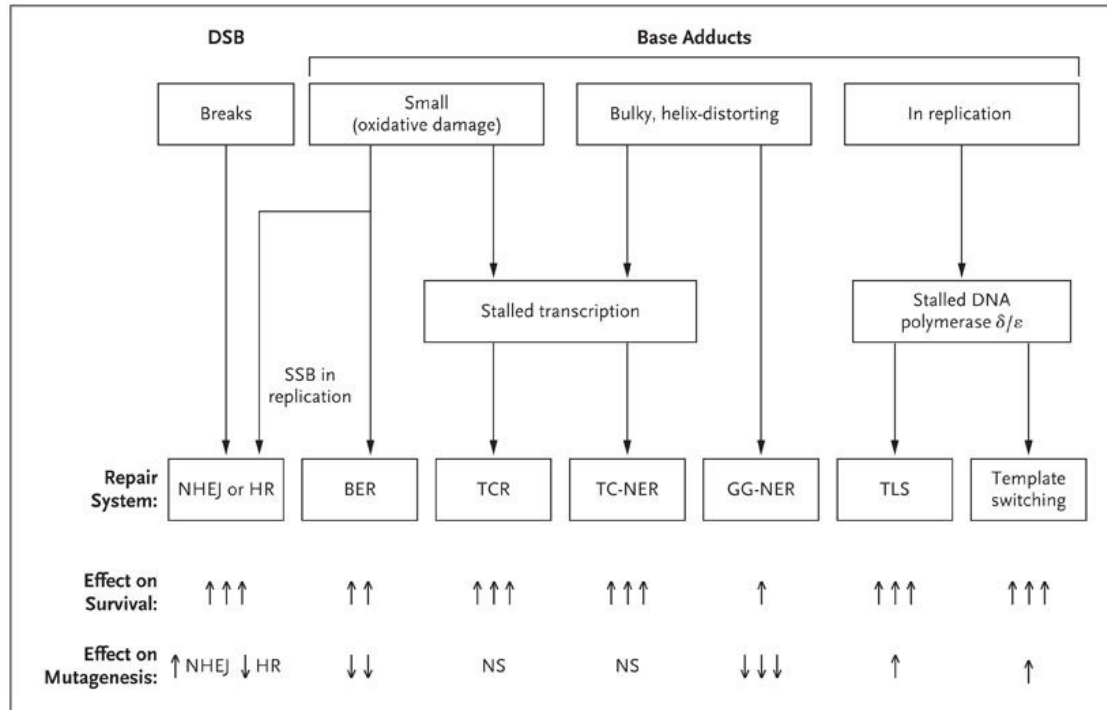 DSB
Base Adducts
Breaks
Small
(oxidative damage)
Bulky, helix-distorting
In replication
Stalled transcription
Stalled DNA
polymerase δ/ε
SSB in
replication
Repair
System:
NHEJ or HR
BER
TCR
TC-NER
GG-NER
TLS
Template
switching
Effect on
Survival:
↑↑↑
↑↑
↑↑↑
↑↑↑
↑
↑↑↑
↑↑↑
Effect on
Mutagenesis:
↑ NHEJ ↓ HR
↓↓
NS
NS
↓↓↓
↑
↑